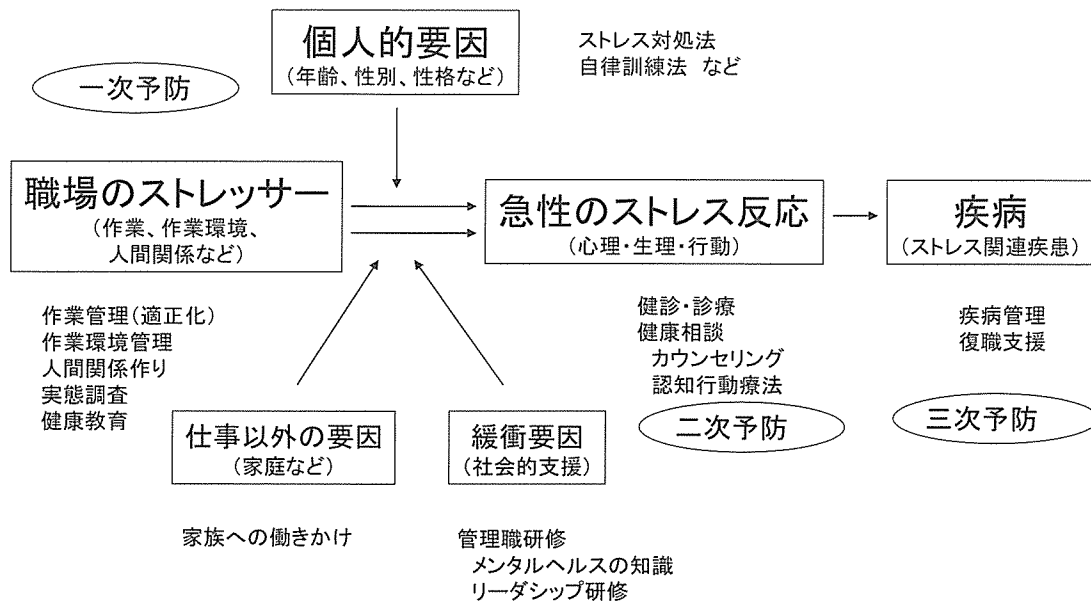 個人的要因
（年齢、性別、性格など）
ストレス対処法
自律訓練法 など
一次予防
職場のストレッサー
（作業、作業環境、
人間関係など）
急性のストレス反応
（心理・生理・行動）
疾病
（ストレス関連疾患）
作業管理（適正化）
作業環境管理
人間関係作り
実態調査
健康教育
健診・診療
健康相談
カウンセリング
認知行動療法
疾病管理
復職支援
二次予防
三次予防
仕事以外の要因
（家庭など）
緩衝要因
（社会的支援）
家族への働きかけ
管理職研修
メンタルヘルスの知識
リーダシップ研修